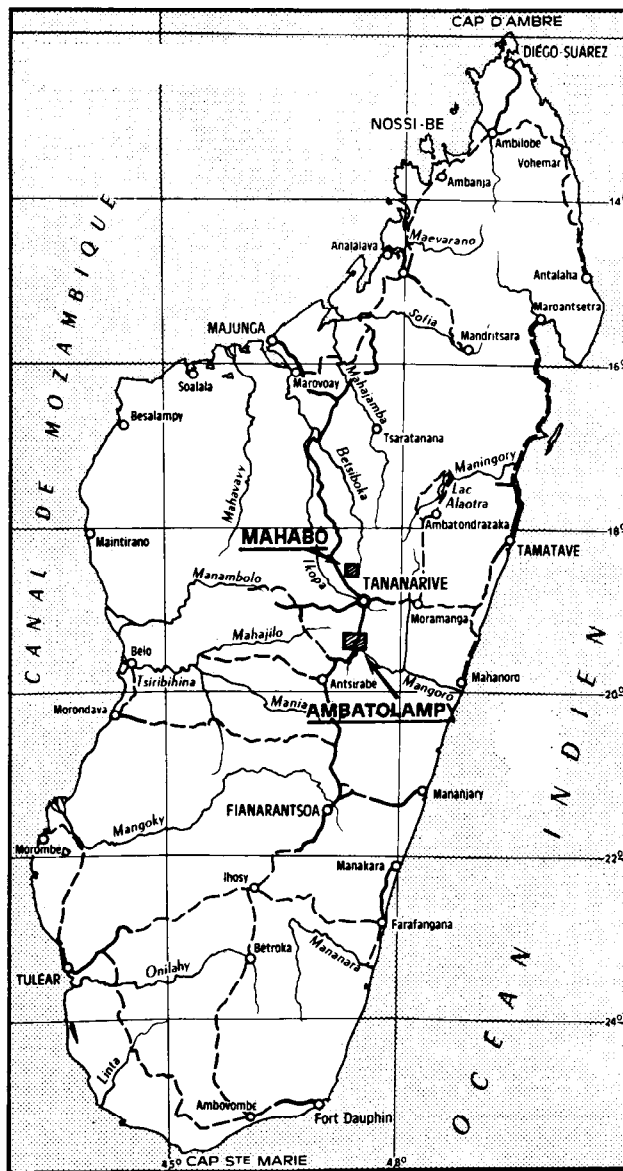 CAP D'AMBRE
DIÉGO-SUAREZ
NOSSI-BE
Ambilobe
Vohemar
Ambanja
14°
CANAL DE MOZAMBIQUE
Maevarano
Analalava
Antalaha
Maroantsetra
Sofia
MAJUNGA
Mandritsara
16°
Soalala
Marovoay
Mahajamba
Besalampy
Tsaratanana
Mahavavy
Betsiboka
Maningory
Lac
Alaotra
Ambatondrazaka
18°
MAHABO
Maintirano
TAMATAVE
Ikopa
Manambolo
TANANARIVE
Moramanga
Mahajilo
Belo
Tsiribihina
Antsirabe
Mangoro
Mahanoro
Mania
20°
AMBATOLAMPY
Morondava
OCEAN INDIEN
Mananjary
FIANARANTSOA
Mangoky
Morombe
22°
Manakara
Ihosy
Farafangana
Betroka
Mananara
TULEAR
Onilahy
24°
Linta
Ambovombe
Fort Dauphin
45°
48°
CAP STE MARIE